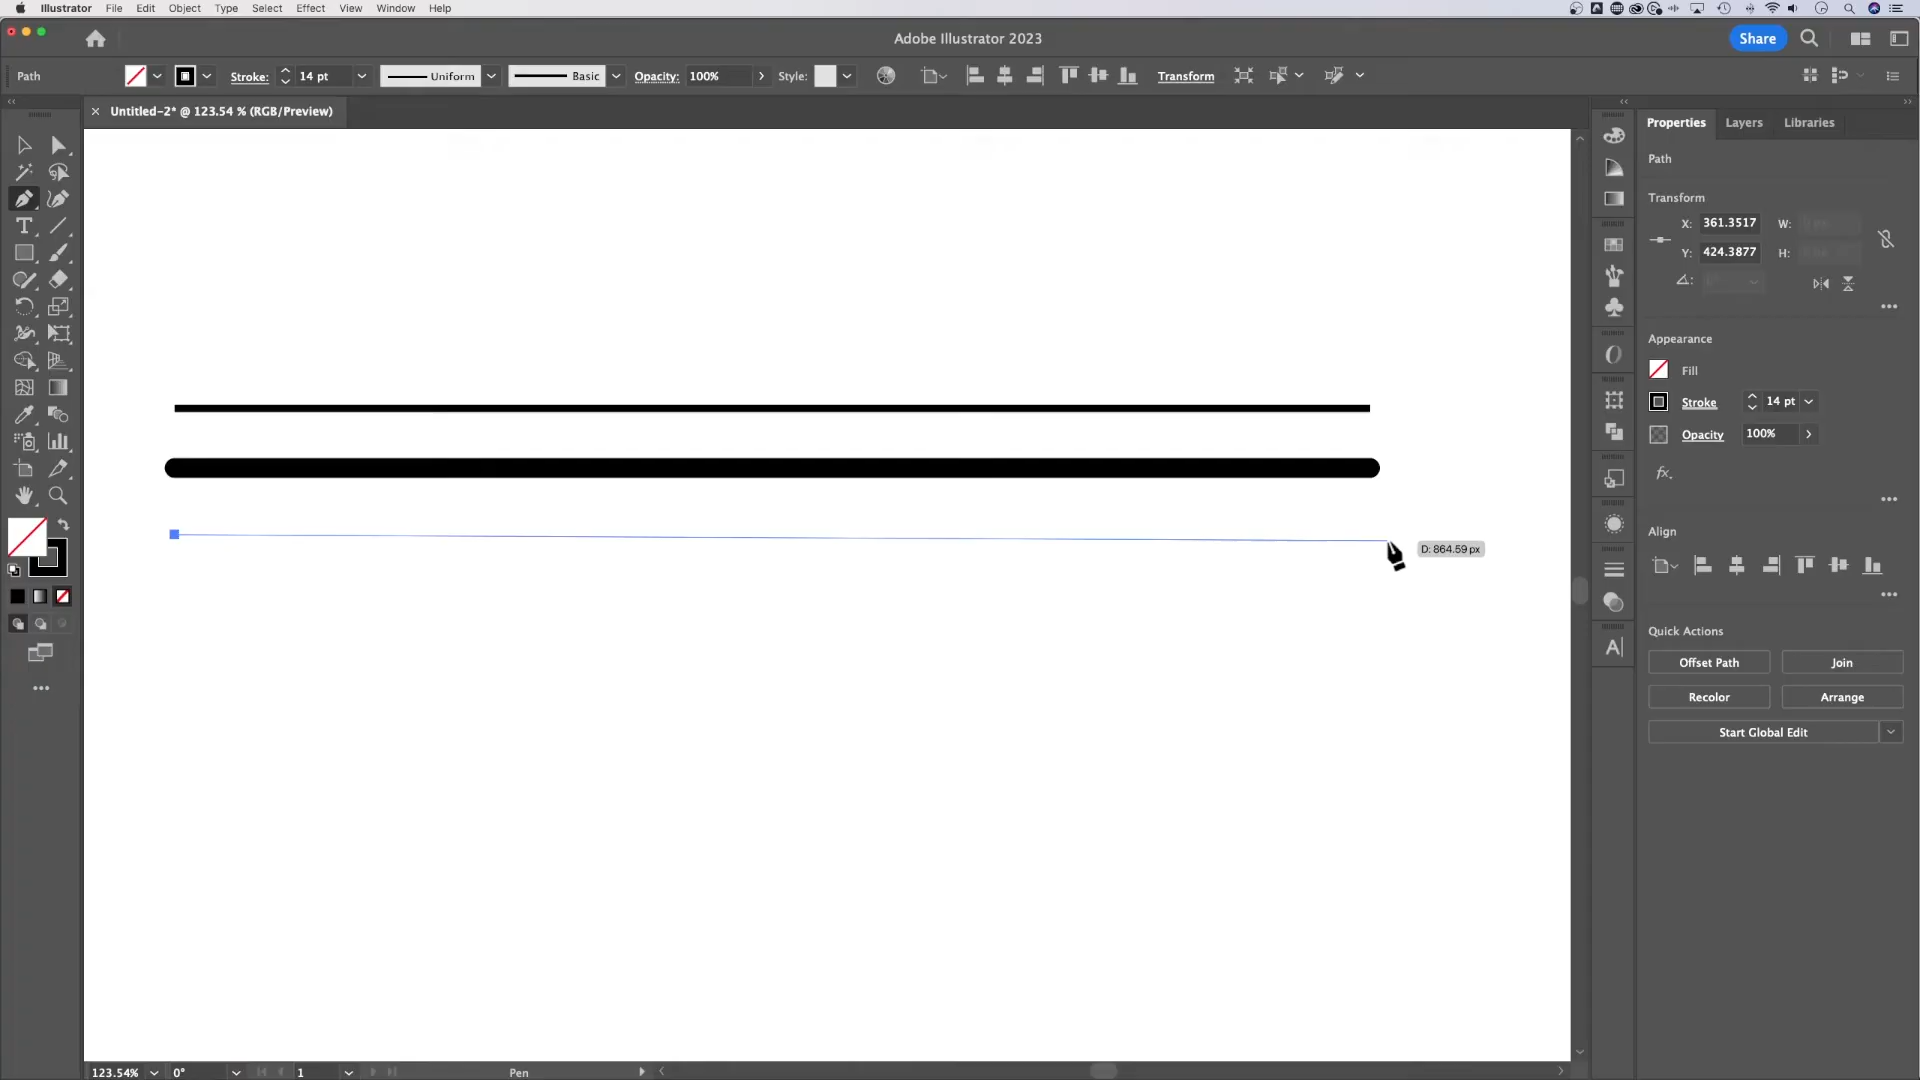 Illustrator File Edit Object Type Select Effect View Window Help
Adobe Illustrator 2023
Share
Path Stroke: 14 pt Uniform Basic Opacity: 100% Style: Transform
× Untitled-2* @ 123.54 % (RGB/Preview)
Properties Layers Libraries
Path
Transform
X: 361.3517 W:
Y: 424.3877 H:
Appearance
Fill
Stroke 14 pt
Opacity 100%
fx.
D: 864.59 px
Align
Quick Actions
Offset Path Join
Recolor Arrange
Start Global Edit
123.54% 0° 1 Pen